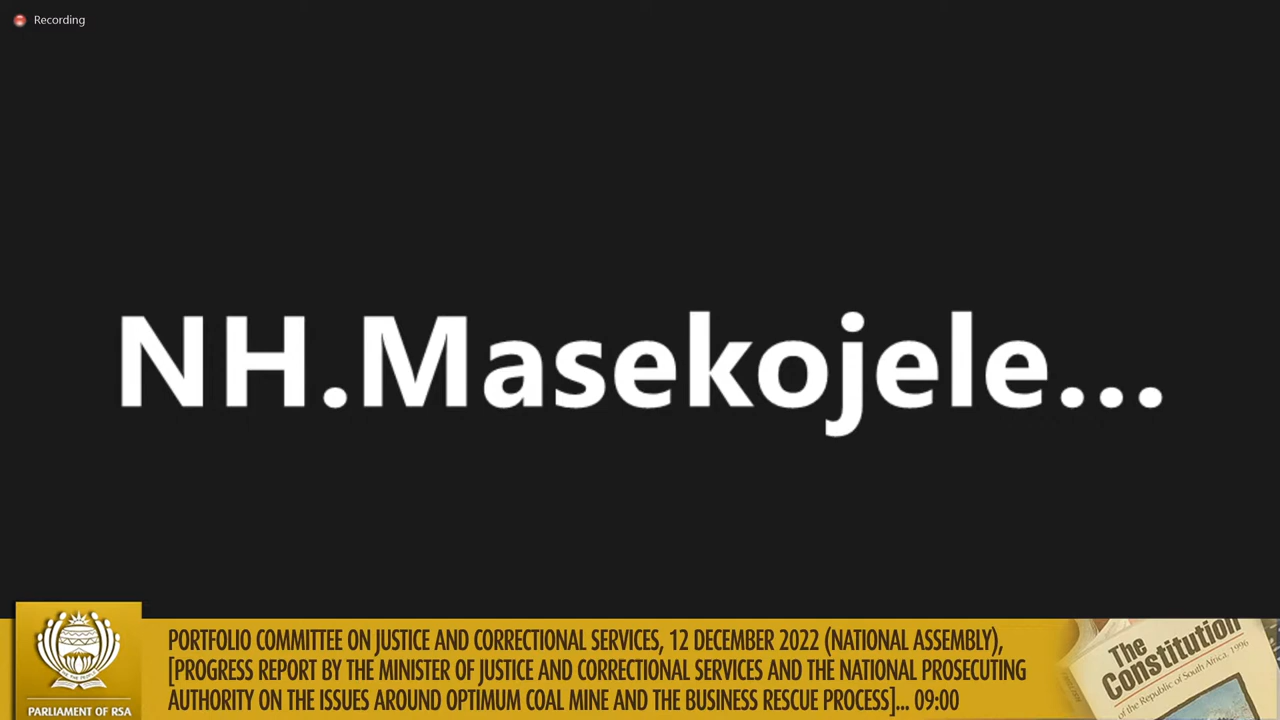 Recording
NH.Masekojele...
PORTFOLIO COMMITTEE ON JUSTICE AND CORRECTIONAL SERVICES, 12 DECEMBER 2022 (NATIONAL ASSEMBLY),
[PROGRESS REPORT BY THE MINISTER OF JUSTICE AND CORRECTIONAL SERVICES AND THE NATIONAL PROSECUTING
AUTHORITY ON THE ISSUES AROUND OPTIMUM COAL MINE AND THE BUSINESS RESCUE PROCESS]... 09:00
PARLIAMENT OF RSA
The
Constitution
of the Republic of South Africa, 1996